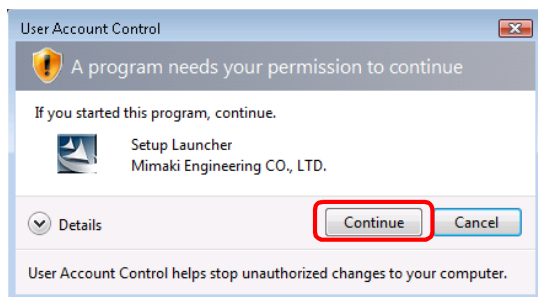 User Account Control
A program needs your permission to continue
If you started this program, continue.
Setup Launcher
Mimaki Engineering CO., LTD.
Details
Continue
Cancel
User Account Control helps stop unauthorized changes to your computer.